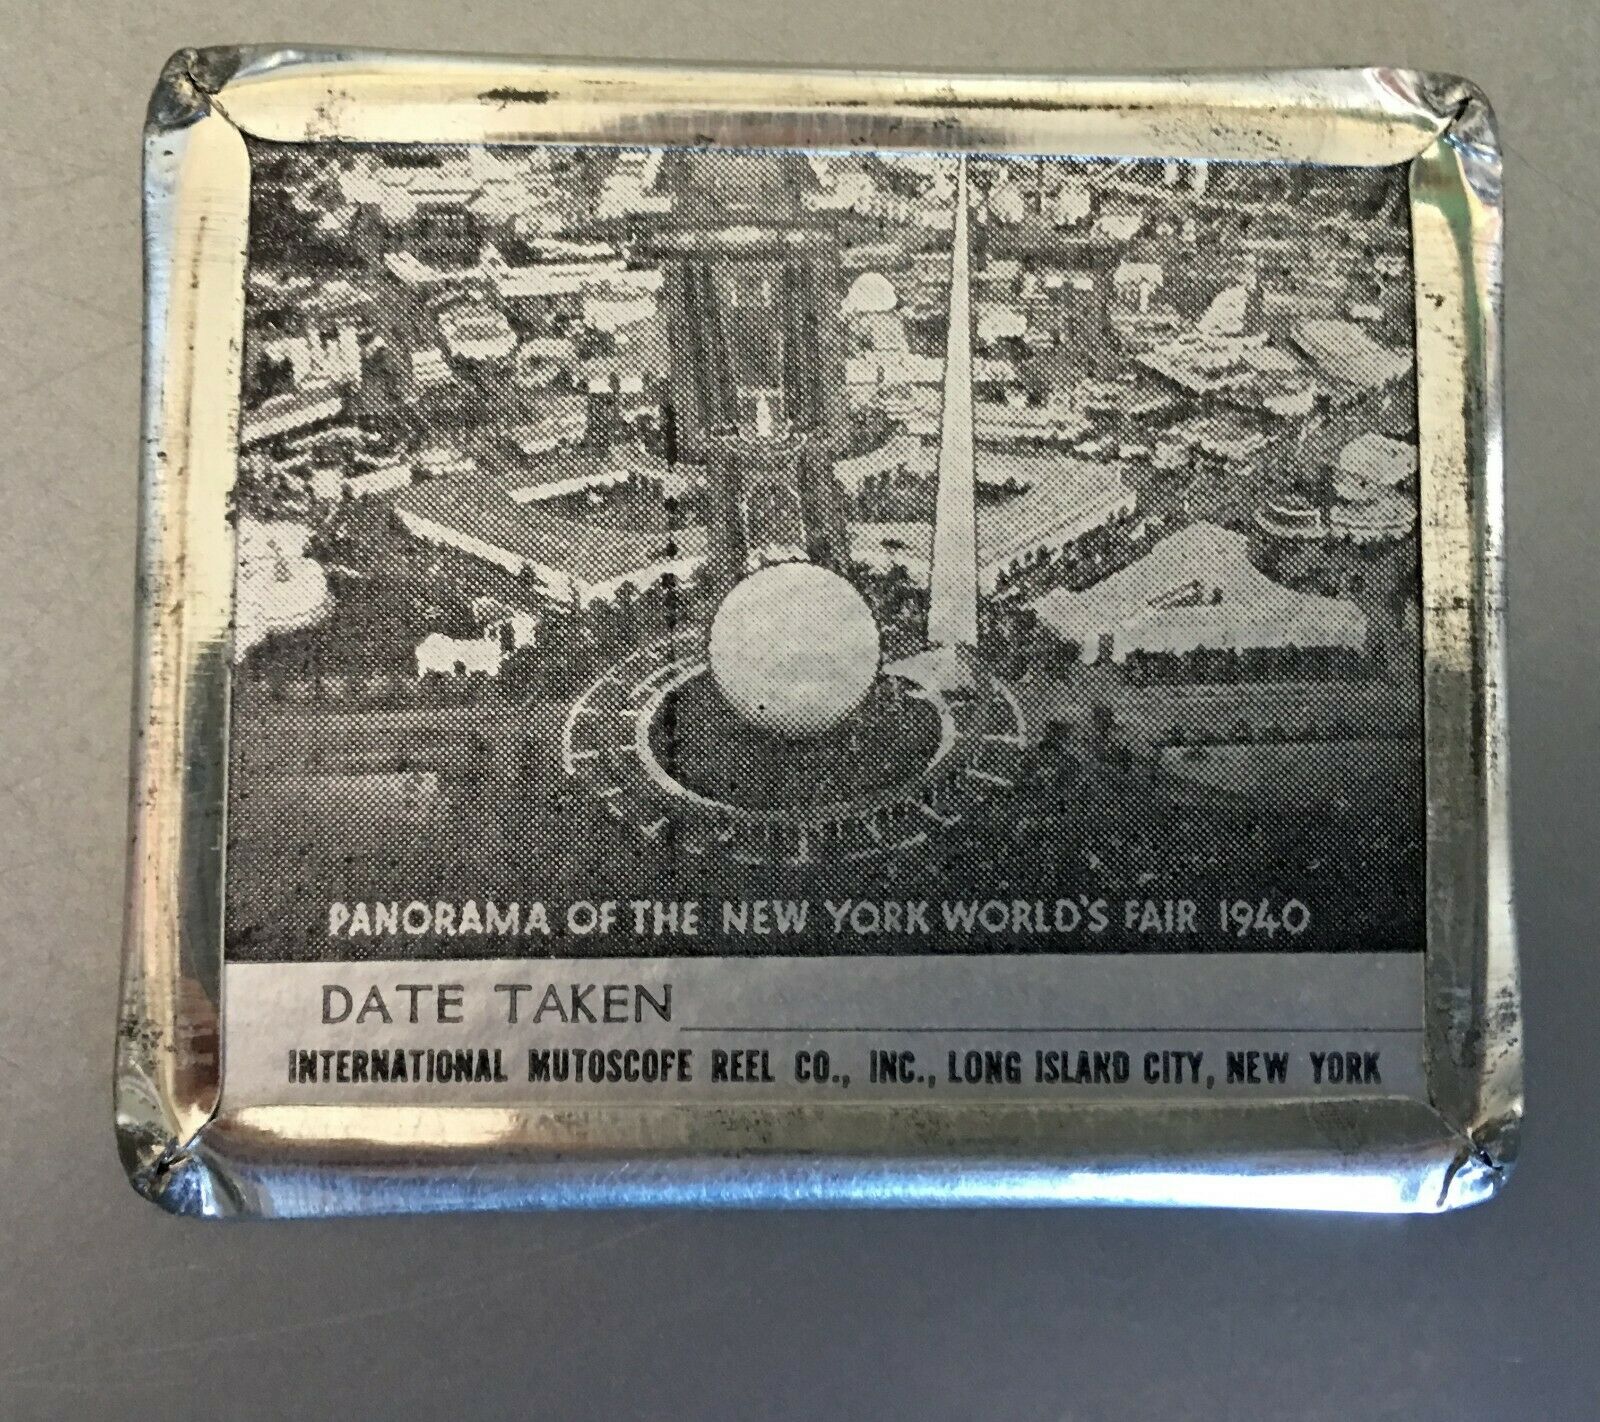 PANORAMA OF THE NEW YORK WORLD'S FAIR 1940
DATE TAKEN
INTERNATIONAL MUTOSCOPE REEL CO., INC., LONG ISLAND CITY, NEW YORK